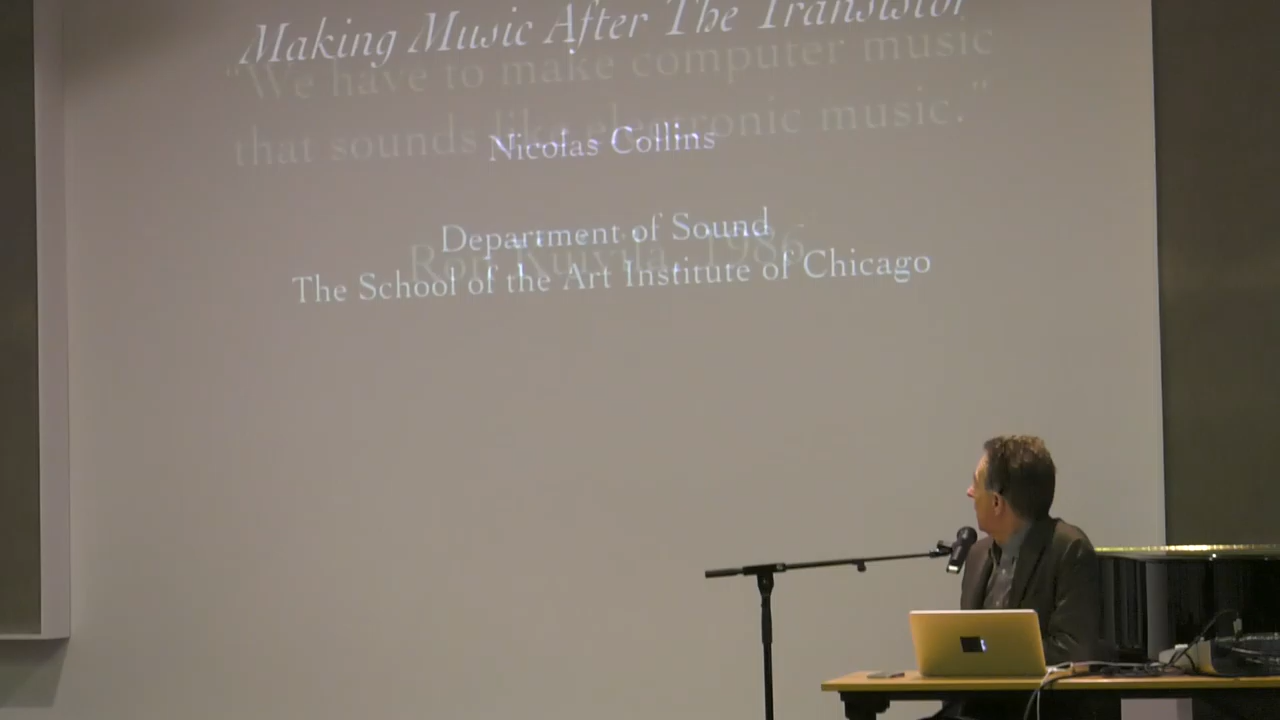 Making Music After The Transistor
"We have to make computer music
that sounds like electronic music."
Nicolas Collins
Department of Sound
Ron Kuivila, 1986
The School of the Art Institute of Chicago